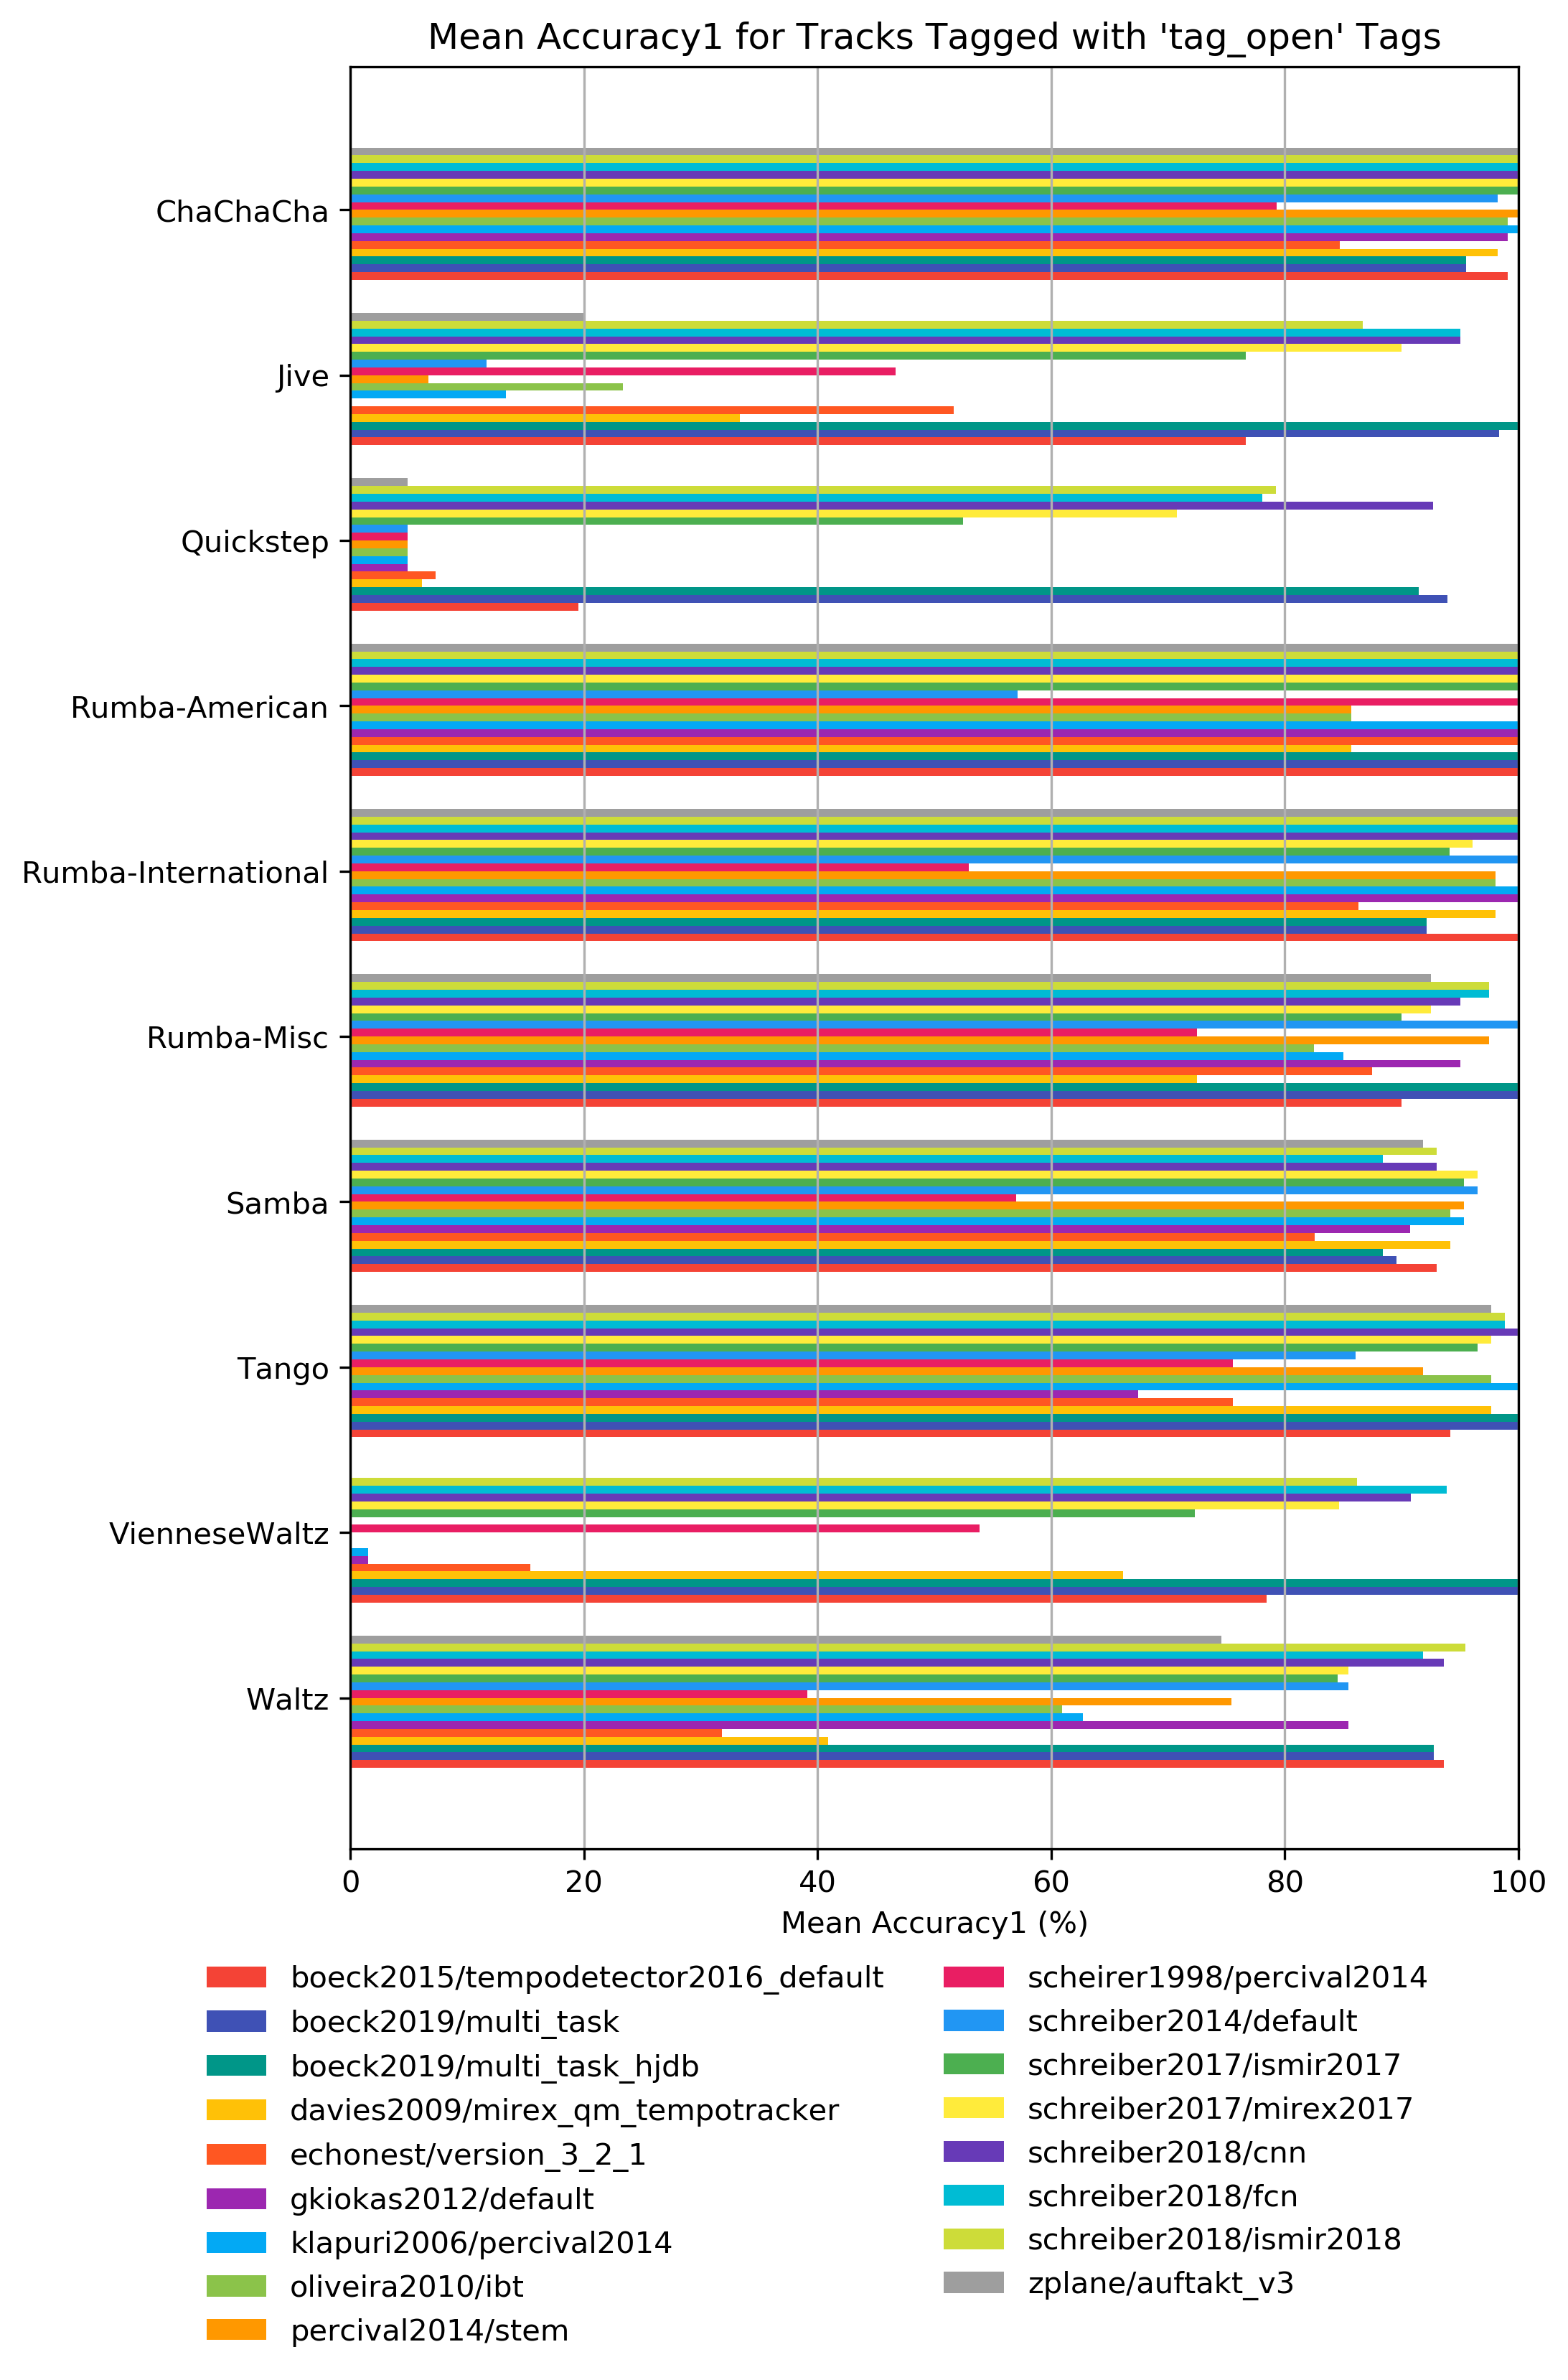 Mean Accuracy1 for Tracks Tagged with 'tag_open' Tags
ChaChaCha
Jive
Quickstep
Rumba-American
Rumba-International
Rumba-Misc
Samba
Tango
VienneseWaltz
Waltz
0 20 40 60 80 100
Mean Accuracy1 (%)
boeck2015/tempodetector2016_default
boeck2019/multi_task
boeck2019/multi_task_hjdb
davies2009/mirex_qm_tempotracker
echonest/version_3_2_1
gkiokas2012/default
klapuri2006/percival2014
oliveira2010/ibt
percival2014/stem
scheirer1998/percival2014
schreiber2014/default
schreiber2017/ismir2017
schreiber2017/mirex2017
schreiber2018/cnn
schreiber2018/fcn
schreiber2018/ismir2018
zplane/auftakt_v3